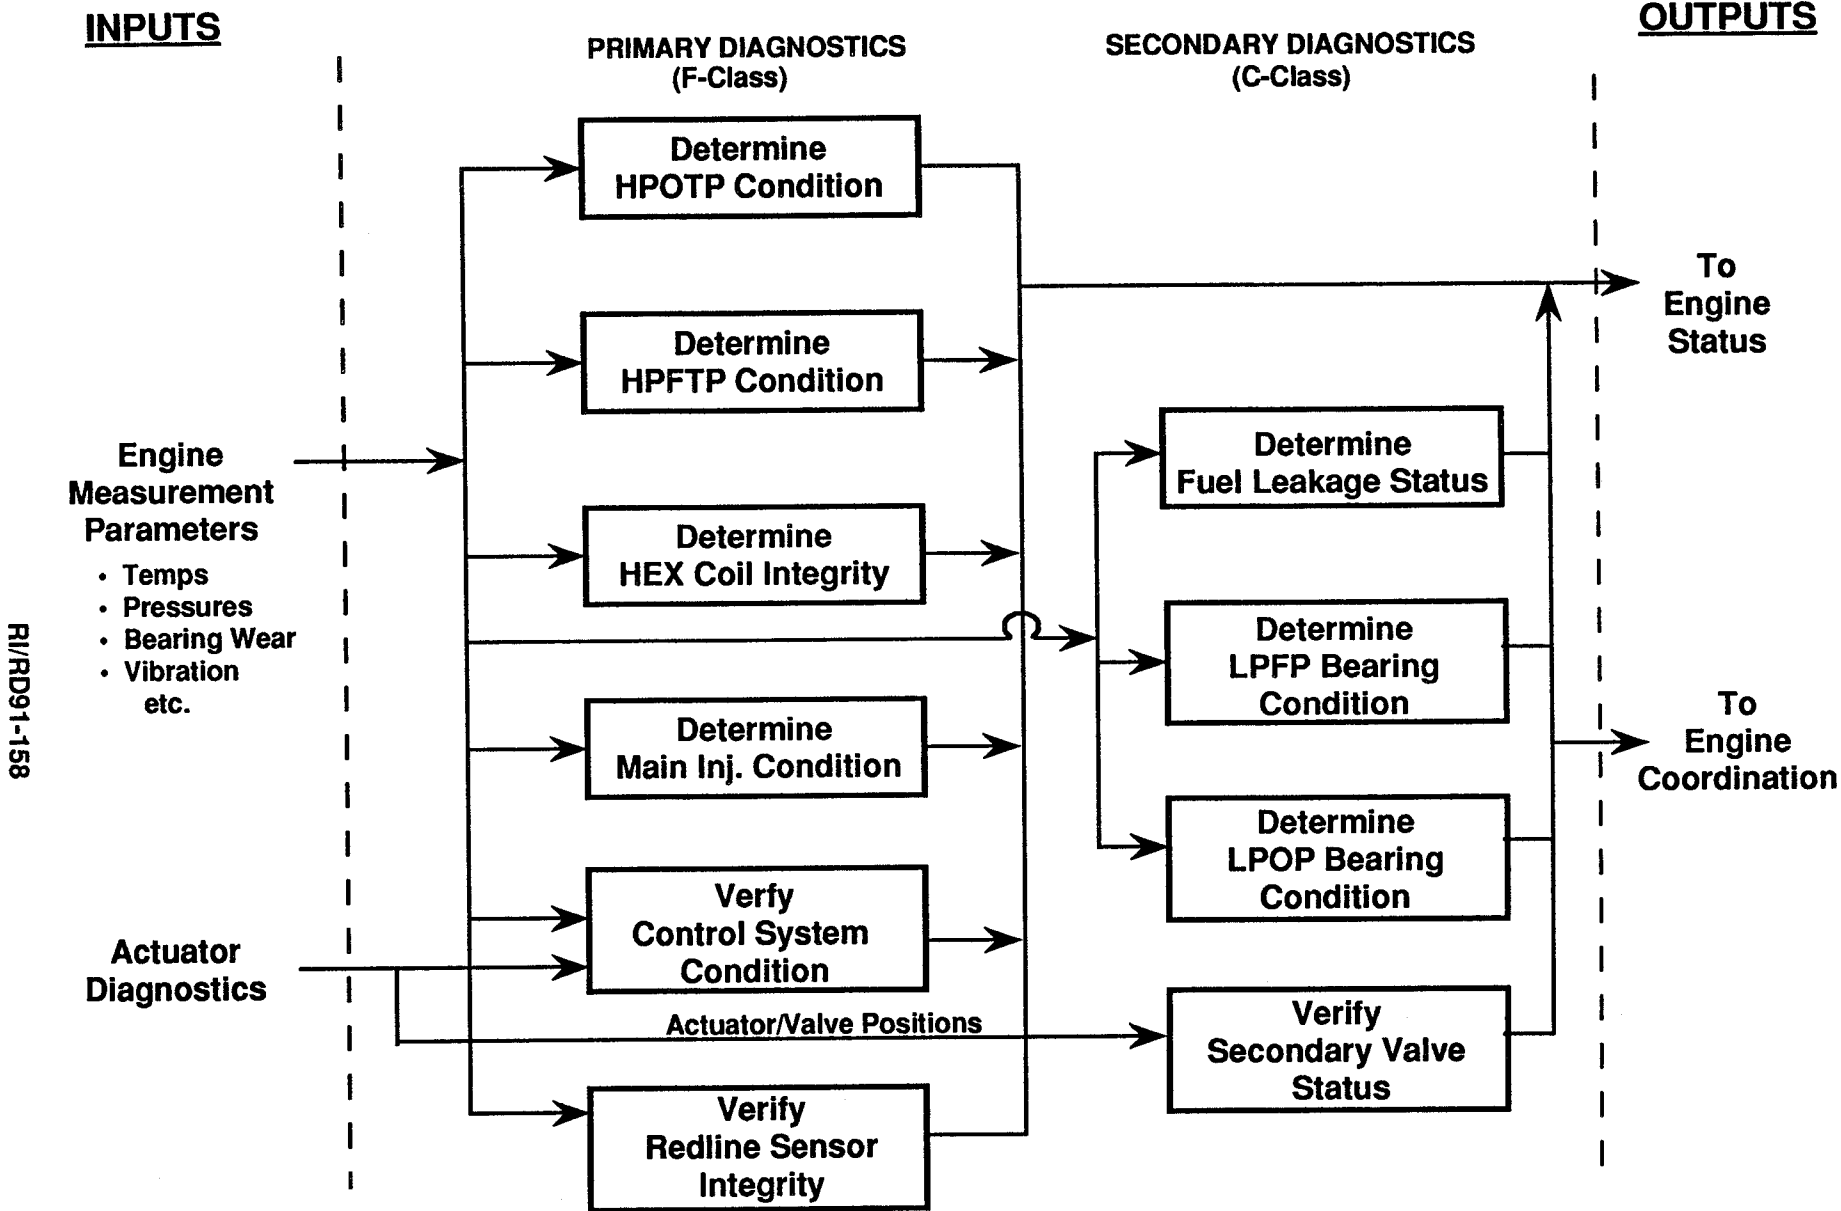 INPUTS
OUTPUTS
PRIMARY DIAGNOSTICS
(F-Class)
SECONDARY DIAGNOSTICS
(C-Class)
Determine
HPOTP Condition
Determine
HPFTP Condition
Determine
HEX Coil Integrity
Determine
Main Inj. Condition
Verfy
Control System
Condition
Actuator/Valve Positions
Verify
Redline Sensor
Integrity
Engine
Measurement
Parameters
• Temps
• Pressures
• Bearing Wear
• Vibration
etc.
Actuator
Diagnostics
Determine
Fuel Leakage Status
Determine
LPFP Bearing
Condition
Determine
LPOP Bearing
Condition
Verify
Secondary Valve
Status
To
Engine
Status
To
Engine
Coordination
RI/RD91-158